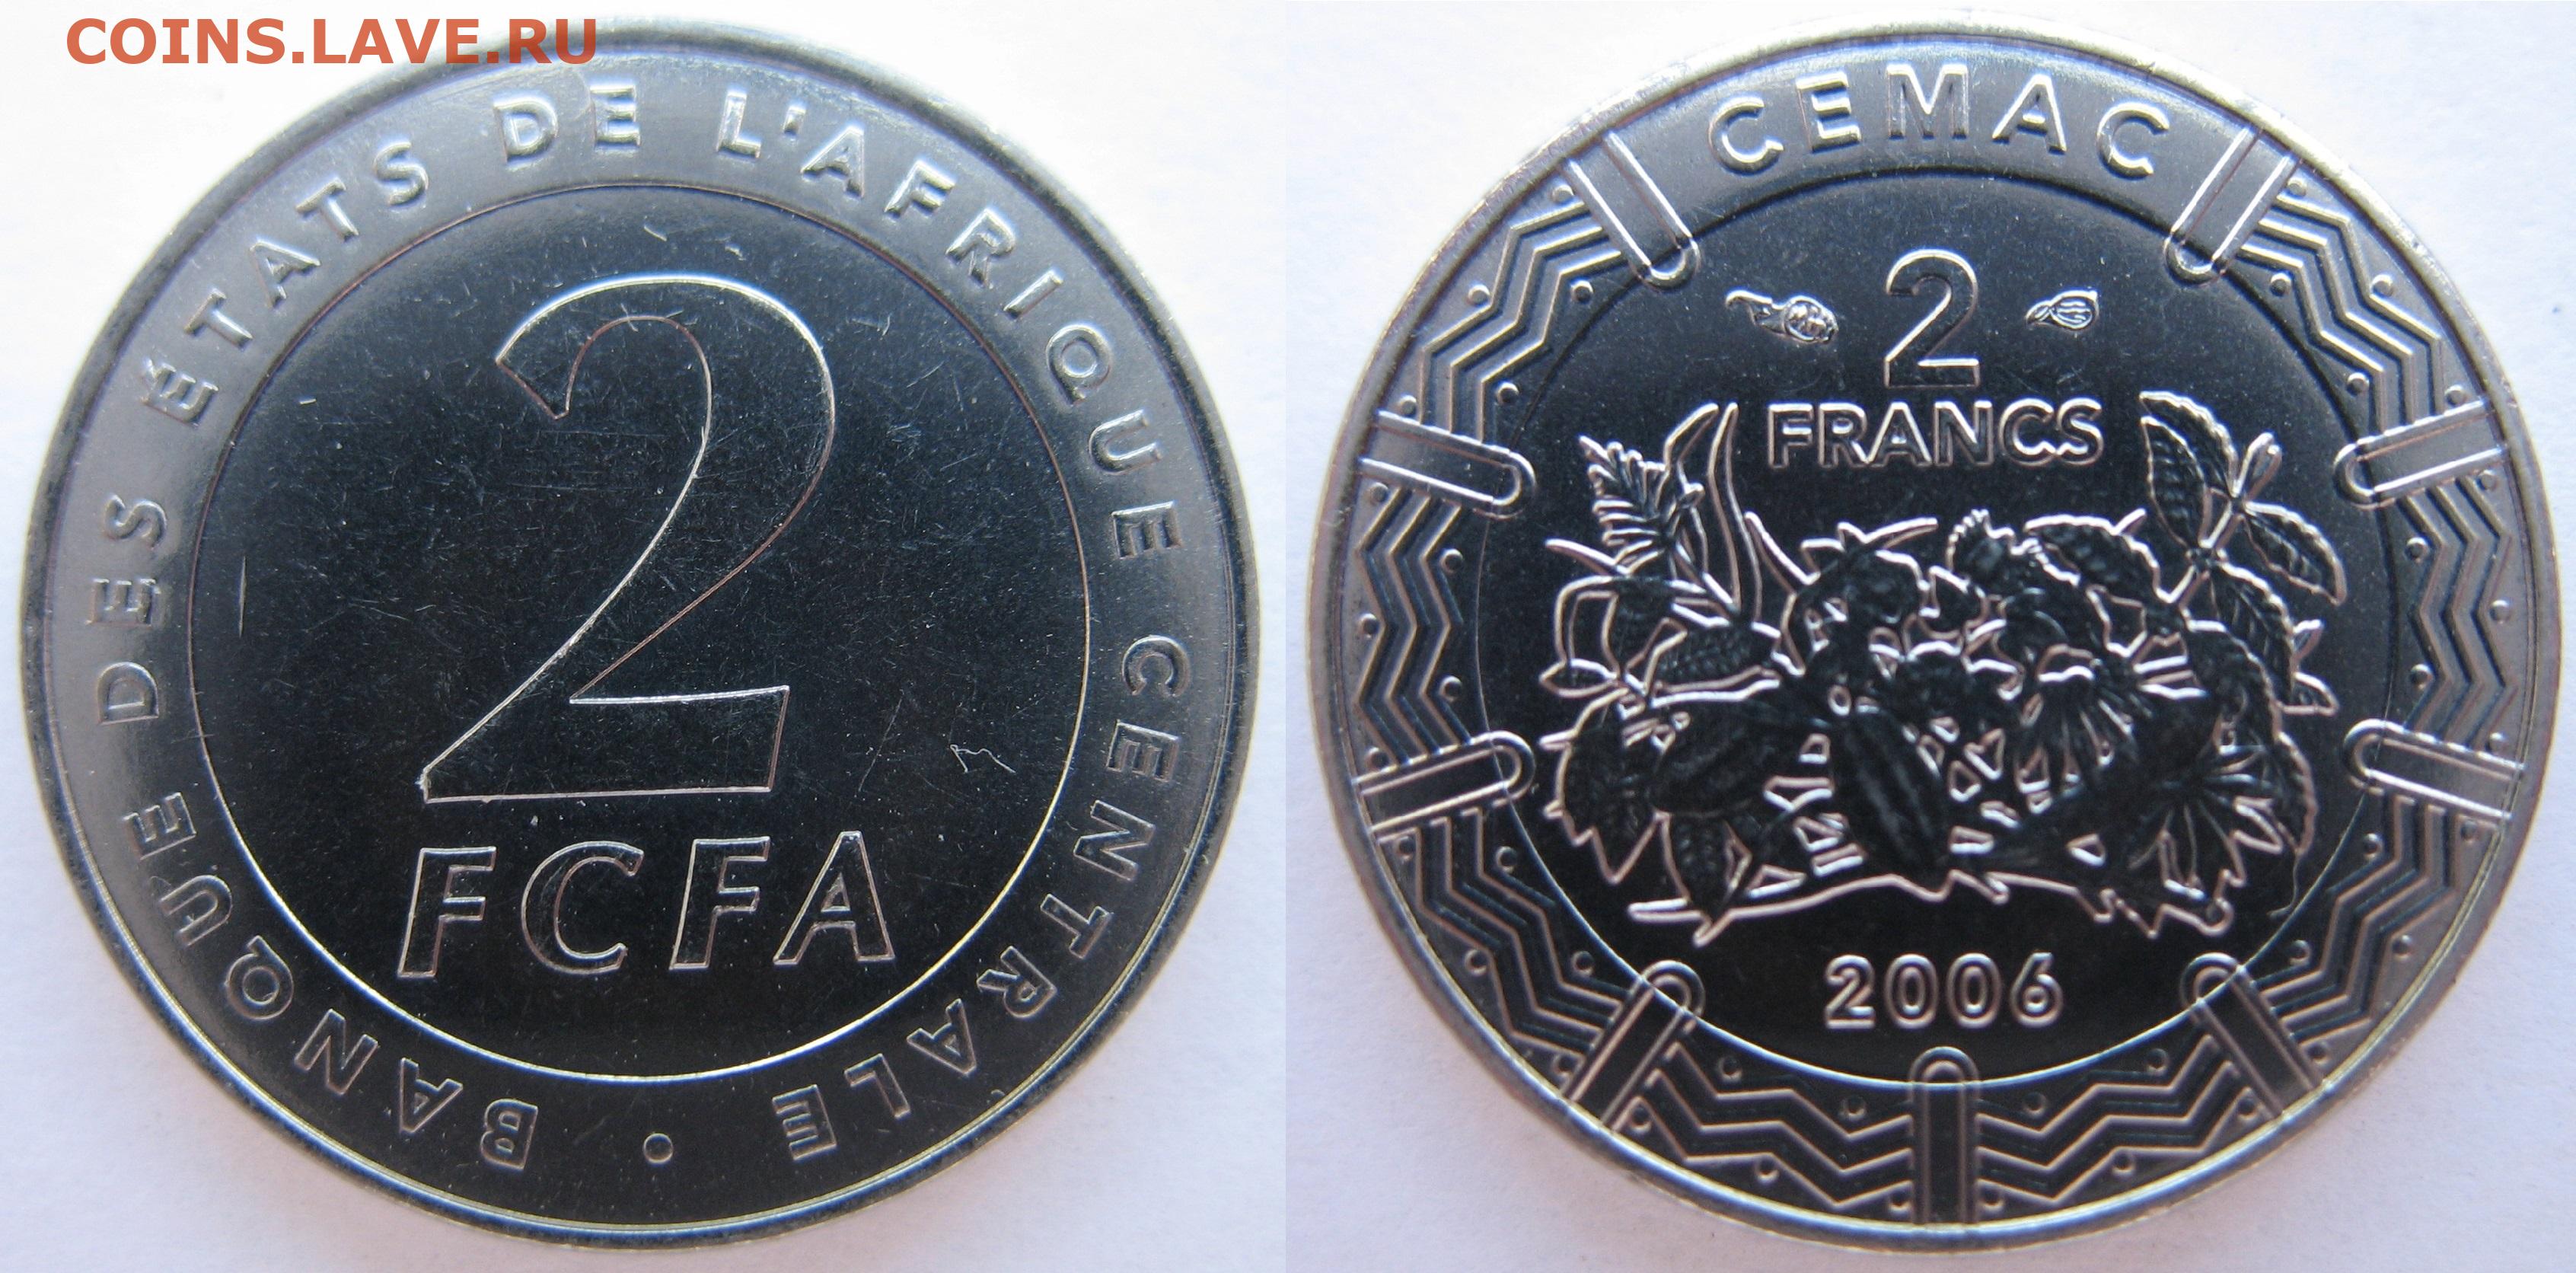 COINS.LAVE.RU
BANQUE DES ÉTATS DE L'AFRIQUE CENTRALE •
2
FCFA
CEMAC
2
FRANCS
2006